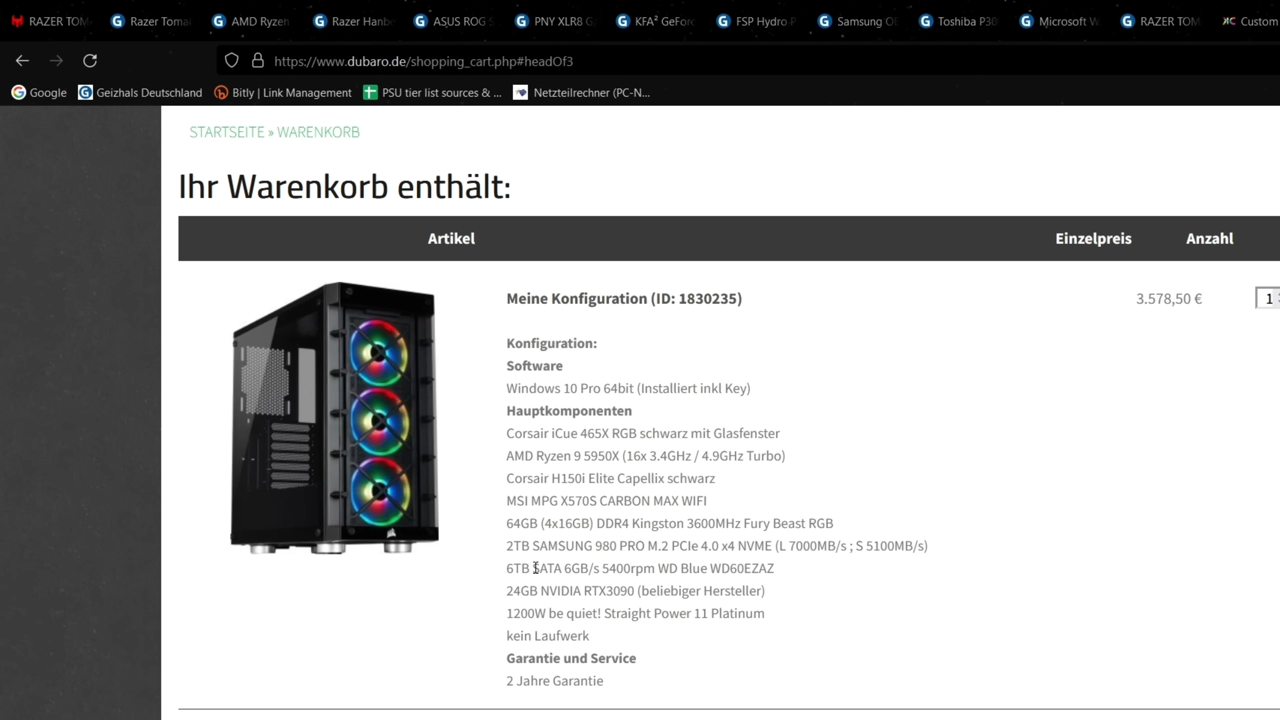 RAZER TOM
Razer Tomal
AMD Ryzen
Razer Hanb
ASUS ROG S
PNY XLR8 G
KFA² GeFor
FSP Hydro P
Samsung OE
Toshiba P30
Microsoft W
RAZER TOM
Custom
https://www.dubaro.de/shopping_cart.php#headOf3
Google
Geizhals Deutschland
Bitly | Link Management
PSU tier list sources & ...
Netzteilrechner (PC-N...
STARTSEITE » WARENKORB
Ihr Warenkorb enthält:
Artikel
Einzelpreis
Anzahl
Meine Konfiguration (ID: 1830235)
3.578,50 €
1
Konfiguration:
Software
Windows 10 Pro 64bit (Installiert inkl Key)
Hauptkomponenten
Corsair iCue 465X RGB schwarz mit Glasfenster
AMD Ryzen 9 5950X (16x 3.4GHz / 4.9GHz Turbo)
Corsair H150i Elite Capellix schwarz
MSI MPG X570S CARBON MAX WIFI
64GB (4x16GB) DDR4 Kingston 3600MHz Fury Beast RGB
2TB SAMSUNG 980 PRO M.2 PCIe 4.0 x4 NVME (L 7000MB/s ; S 5100MB/s)
6TB SATA 6GB/s 5400rpm WD Blue WD60EZAZ
24GB NVIDIA RTX3090 (beliebiger Hersteller)
1200W be quiet! Straight Power 11 Platinum
kein Laufwerk
Garantie und Service
2 Jahre Garantie